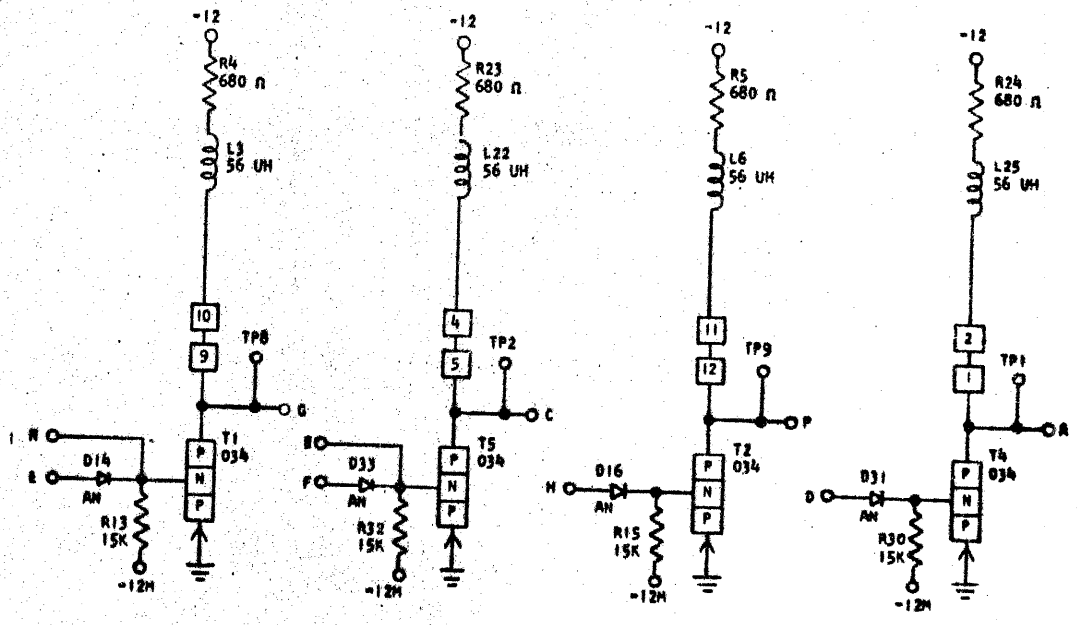 -12
R4
680 Ω
L3
56 UH
10
9
TP8
G
N
D14
AN
R13
15K
-12M
P
N
P
T1
034
-12
R23
680 Ω
L22
56 UH
4
5
TP2
C
F
D33
AN
R32
15K
-12M
P
N
P
T5
034
-12
R5
680 Ω
L6
56 UH
11
12
TP9
P
H
D16
AN
R15
15K
-12M
P
N
P
T2
034
-12
R24
680 Ω
L25
56 UH
2
1
TP1
A
D
D31
AN
R30
15K
-12M
P
N
P
T4
034